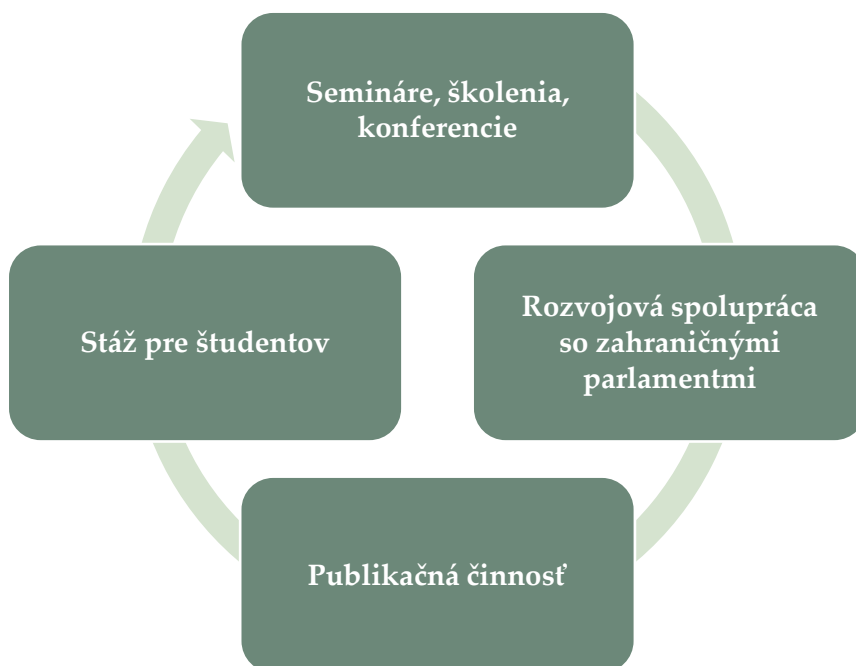 Semináre, školenia,
konferencie
Stáž pre študentov
Rozvojová spolupráca
so zahraničnými
parlamentmi
Publikačná činnosť